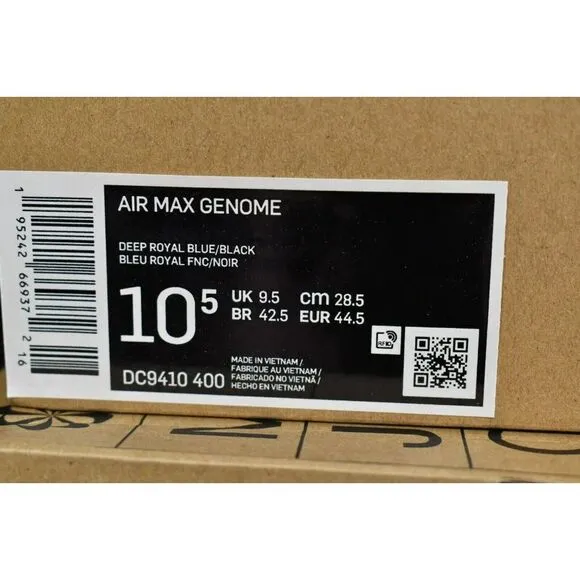 1 95242 66937 2 16
AIR MAX GENOME
DEEP ROYAL BLUE/BLACK
BLEU ROYAL FNC/NOIR
10⁵
UK 9.5 cm 28.5
BR 42.5 EUR 44.5
DC9410 400
MADE IN VIETNAM /
FABRIQUE AU VIETNAM /
FABRICADO NO VIETNÃ /
HECHO EN VIETNAM
RFID